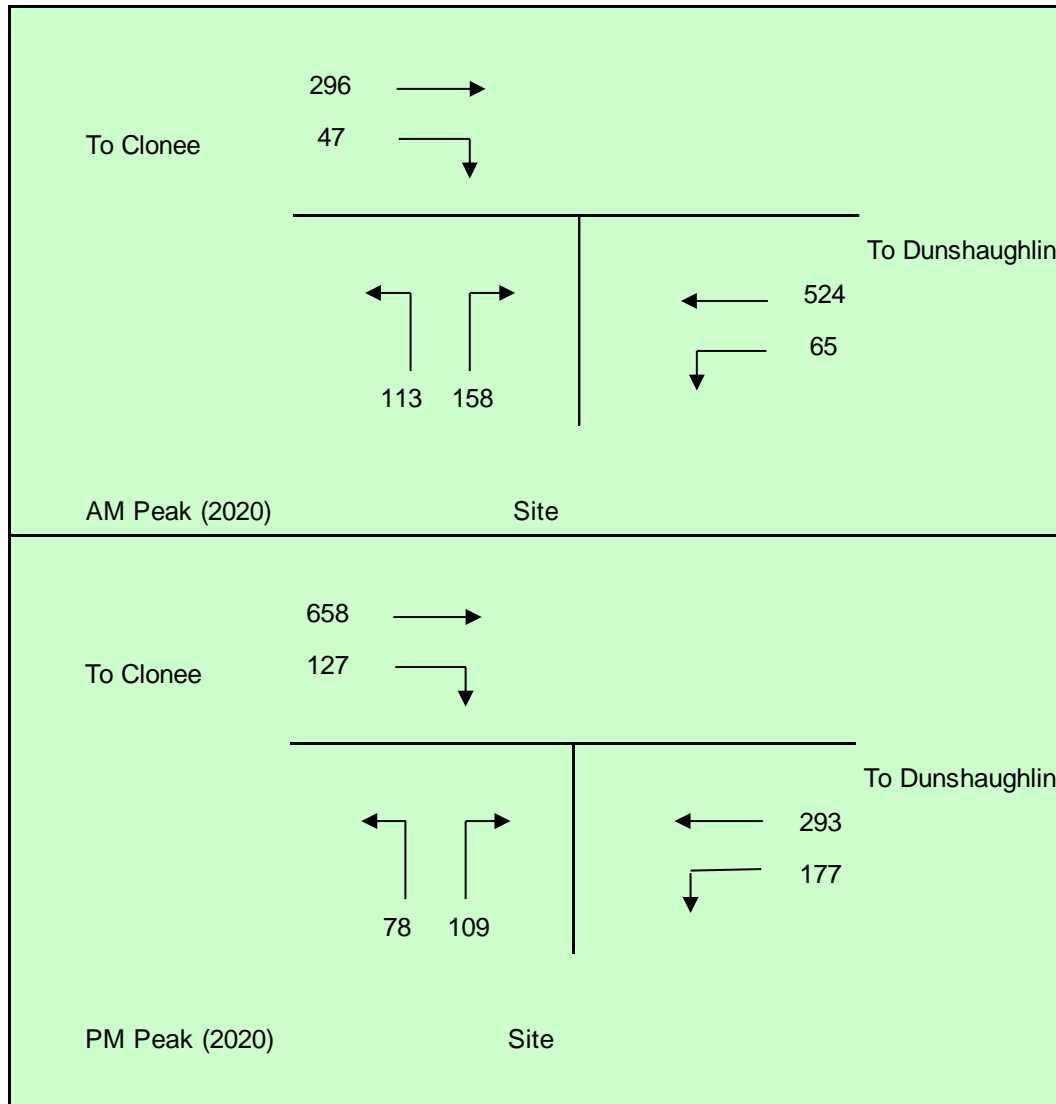 296
To Clonee 47
To Dunshaughlin
524
65
113 158
AM Peak (2020) Site
658
127
To Clonee
To Dunshaughlin
293
177
78 109
PM Peak (2020) Site